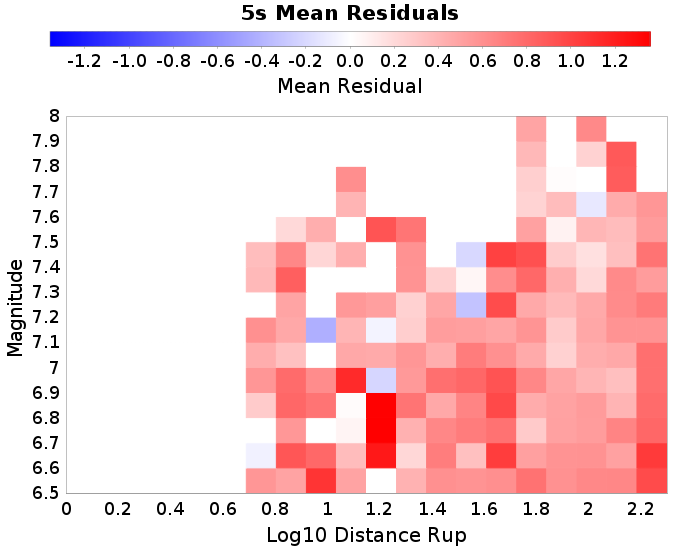 5s Mean Residuals
-1.2 -1.0 -0.8 -0.6 -0.4 -0.2 0.0 0.2 0.4 0.6 0.8 1.0 1.2
Mean Residual
8
7.9
7.8
7.7
7.6
7.5
7.4
7.3
7.2
7.1
7
6.9
6.8
6.7
6.6
6.5
Magnitude
0 0.2 0.4 0.6 0.8 1 1.2 1.4 1.6 1.8 2 2.2
Log10 Distance Rup